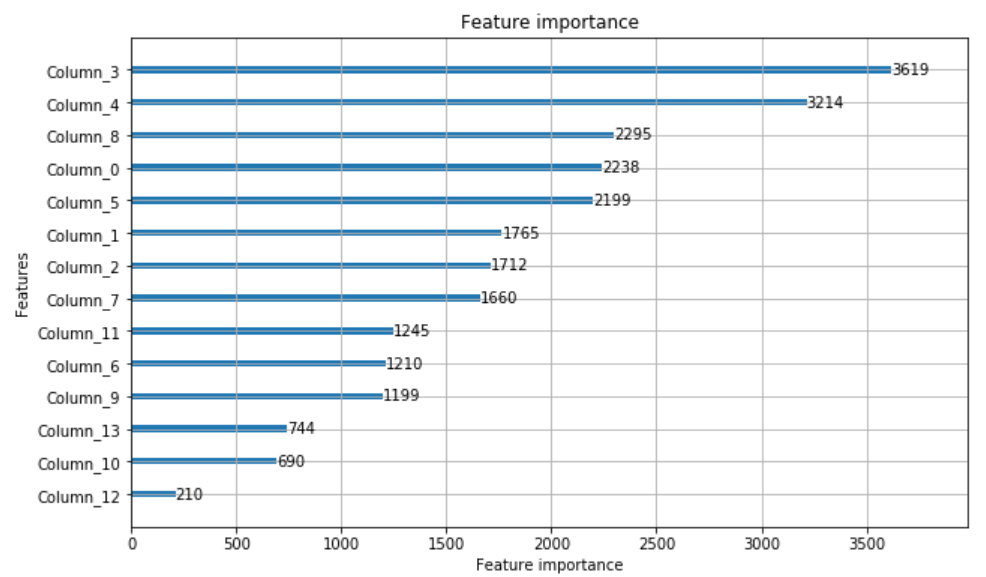 Feature importance
Column_3 3619
Column_4 3214
Column_8 2295
Column_0 2238
Column_5 2199
Column_1 1765
Column_2 1712
Column_7 1660
Column_11 1245
Column_6 1210
Column_9 1199
Column_13 744
Column_10 690
Column_12 210
Features
0 500 1000 1500 2000 2500 3000 3500
Feature importance